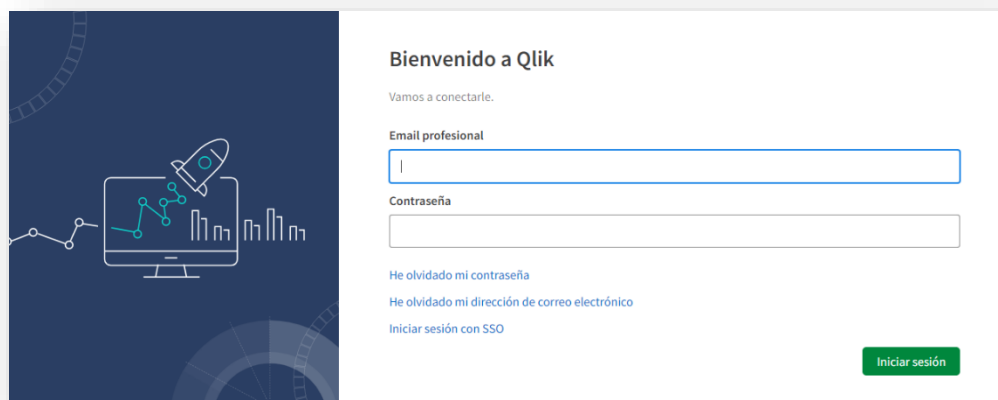 Bienvenido a Qlik
Vamos a conectarle.
Email profesional
Contraseña
He olvidado mi contraseña
He olvidado mi dirección de correo electrónico
Iniciar sesión con SSO
Iniciar sesión